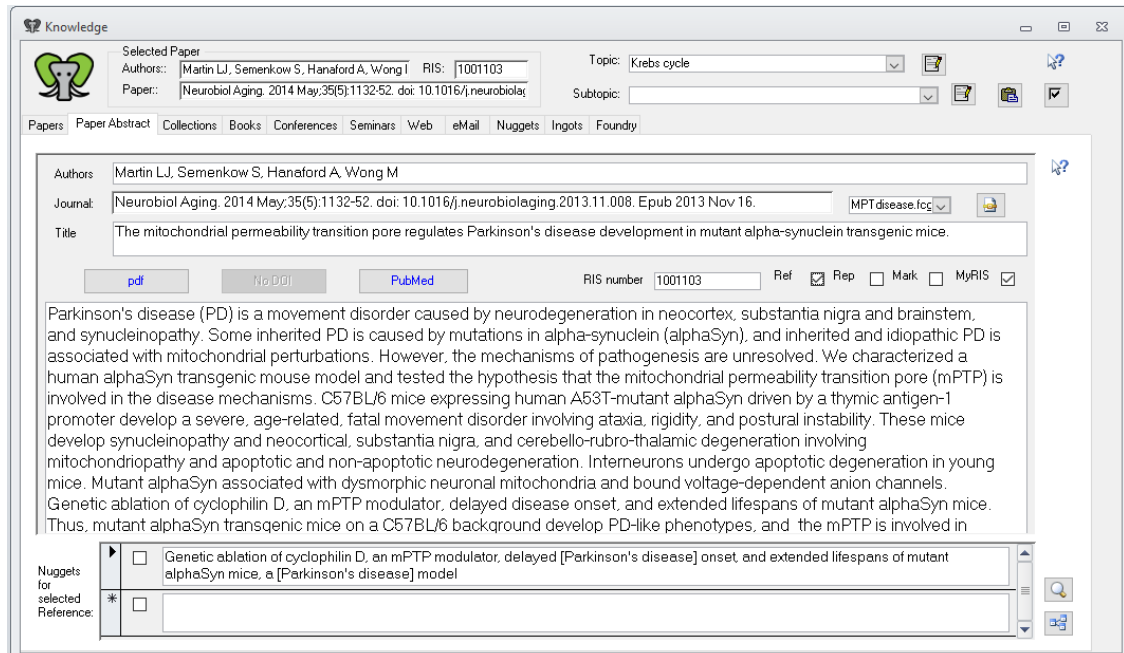 Knowledge
Selected Paper
Authors:: Martin LJ, Semenkow S, Hanaford A, Wong RIS: 1001103
Topic: Krebs cycle
Paper:: Neurobiol Aging. 2014 May;35(5):1132-52. doi: 10.1016/j.neurobiolag
Subtopic:
Papers Paper Abstract Collections Books Conferences Seminars Web eMail Nuggets Ingots Foundry
Authors Martin LJ, Semenkow S, Hanaford A, Wong M
Journal: Neurobiol Aging. 2014 May;35(5):1132-52. doi: 10.1016/j.neurobiolaging.2013.11.008. Epub 2013 Nov 16. MPTdisease.fcg
Title The mitochondrial permeability transition pore regulates Parkinson's disease development in mutant alpha-synuclein transgenic mice.
pdf No DOI PubMed RIS number 1001103 Ref Rep Mark MyRIS
Parkinson's disease (PD) is a movement disorder caused by neurodegeneration in neocortex, substantia nigra and brainstem,
and synucleinopathy. Some inherited PD is caused by mutations in alpha-synuclein (alphaSyn), and inherited and idiopathic PD is
associated with mitochondrial perturbations. However, the mechanisms of pathogenesis are unresolved. We characterized a
human alphaSyn transgenic mouse model and tested the hypothesis that the mitochondrial permeability transition pore (mPTP) is
involved in the disease mechanisms. C57BL/6 mice expressing human A53T-mutant alphaSyn driven by a thymic antigen-1
promoter develop a severe, age-related, fatal movement disorder involving ataxia, rigidity, and postural instability. These mice
develop synucleinopathy and neocortical, substantia nigra, and cerebello-rubro-thalamic degeneration involving
mitochondriopathy and apoptotic and non-apoptotic neurodegeneration. Interneurons undergo apoptotic degeneration in young
mice. Mutant alphaSyn associated with dysmorphic neuronal mitochondria and bound voltage-dependent anion channels.
Genetic ablation of cyclophilin D, an mPTP modulator, delayed disease onset, and extended lifespans of mutant alphaSyn mice.
Thus, mutant alphaSyn transgenic mice on a C57BL/6 background develop PD-like phenotypes, and the mPTP is involved in
Nuggets
for
selected
Reference:
Genetic ablation of cyclophilin D, an mPTP modulator, delayed [Parkinson's disease] onset, and extended lifespans of mutant
alphaSyn mice, a [Parkinson's disease] model